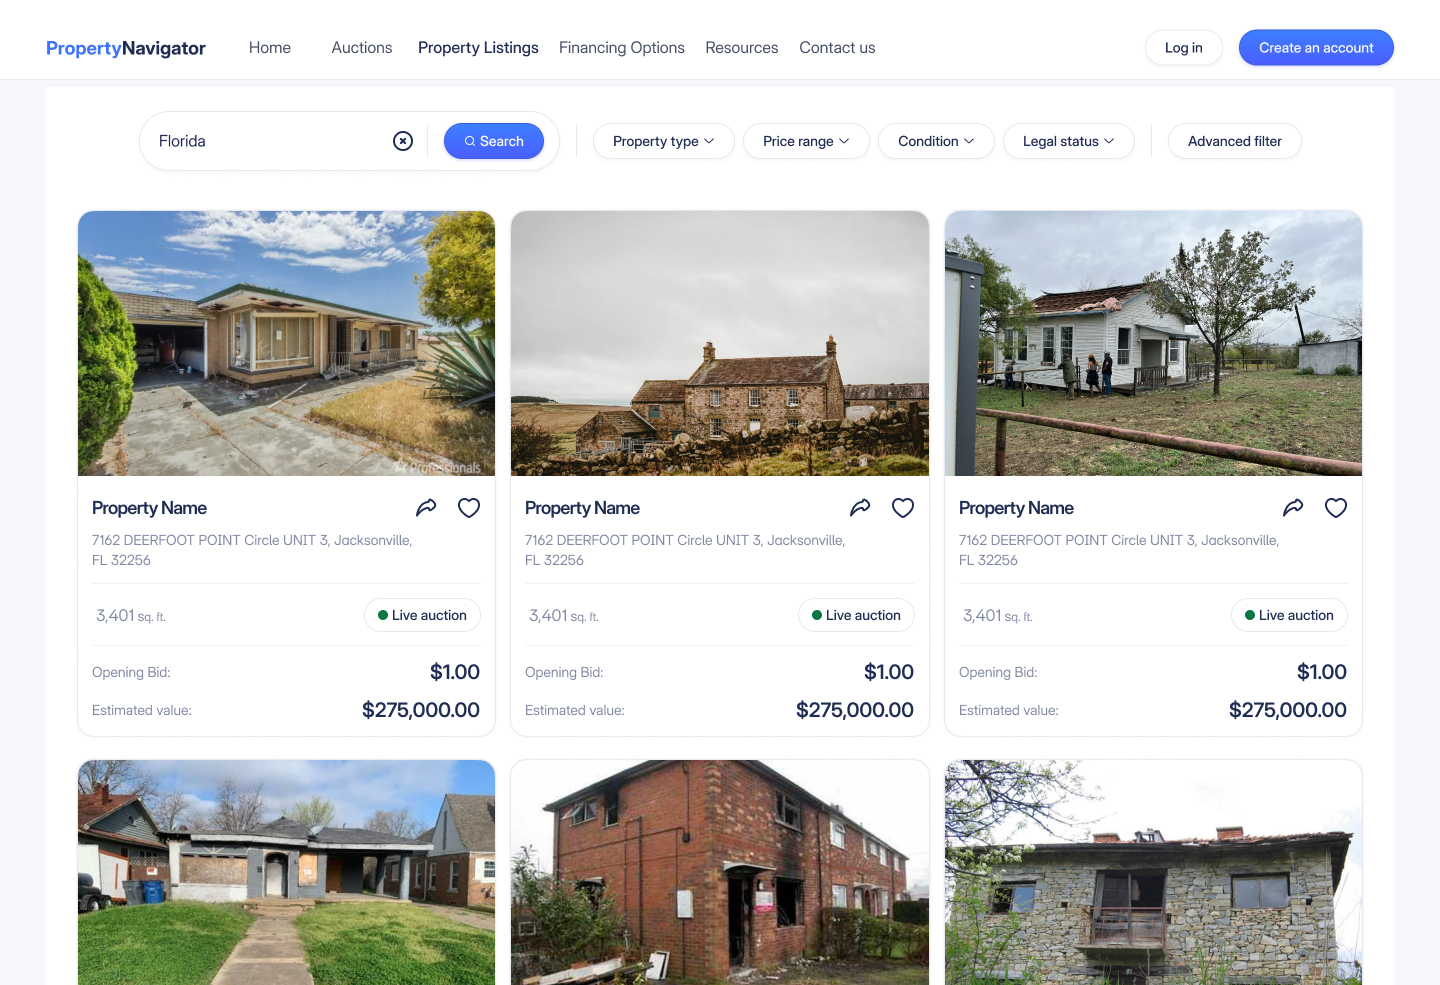 PropertyNavigator
Home
Auctions
Property Listings
Financing Options
Resources
Contact us
Log in
Create an account
Florida
Search
Property type
Price range
Condition
Legal status
Advanced filter
Professionals
Property Name
7162 DEERFOOT POINT Circle UNIT 3, Jacksonville,
FL 32256
3,401 Sq. ft.
Live auction
Opening Bid:
$1.00
Estimated value:
$275,000.00
Property Name
7162 DEERFOOT POINT Circle UNIT 3, Jacksonville,
FL 32256
3,401 Sq. ft.
Live auction
Opening Bid:
$1.00
Estimated value:
$275,000.00
Property Name
7162 DEERFOOT POINT Circle UNIT 3, Jacksonville,
FL 32256
3,401 Sq. ft.
Live auction
Opening Bid:
$1.00
Estimated value:
$275,000.00